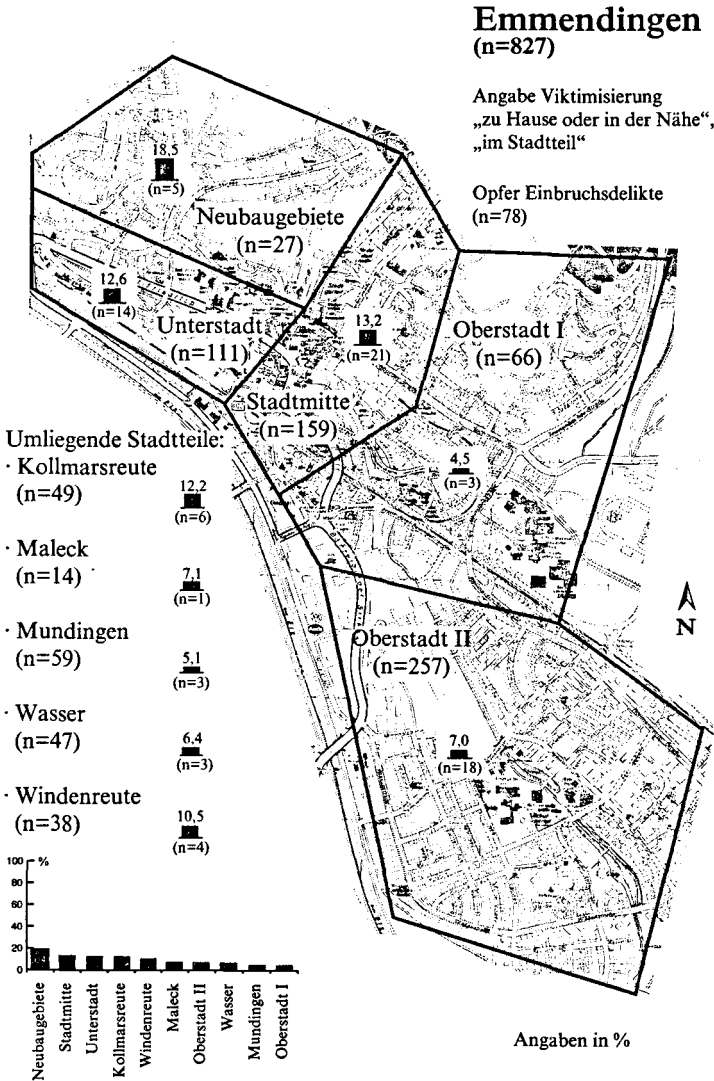 Emmendingen
(n=827)
Angabe Viktimisierung
„zu Hause oder in der Nähe“,
„im Stadtteil“
Opfer Einbruchsdelikte
(n=78)
18,5
(n=5)
Neubaugebiete
(n=27)
12,6
(n=14)
Unterstadt
(n=111)
13,2
(n=21)
Oberstadt I
(n=66)
Stadtmitte
(n=159)
4,5
(n=3)
Umliegende Stadtteile:
· Kollmarsreute
(n=49)
12,2
(n=6)
· Maleck
(n=14)
7,1
(n=1)
· Mundingen
(n=59)
5,1
(n=3)
· Wasser
(n=47)
6,4
(n=3)
· Windenreute
(n=38)
10,5
(n=4)
N
Oberstadt II
(n=257)
7,0
(n=18)
%
100
80
60
40
20
0
Neubaugebiete
Stadtmitte
Unterstadt
Kollmarsreute
Windenreute
Maleck
Oberstadt II
Wasser
Mundingen
Oberstadt I
Angaben in %